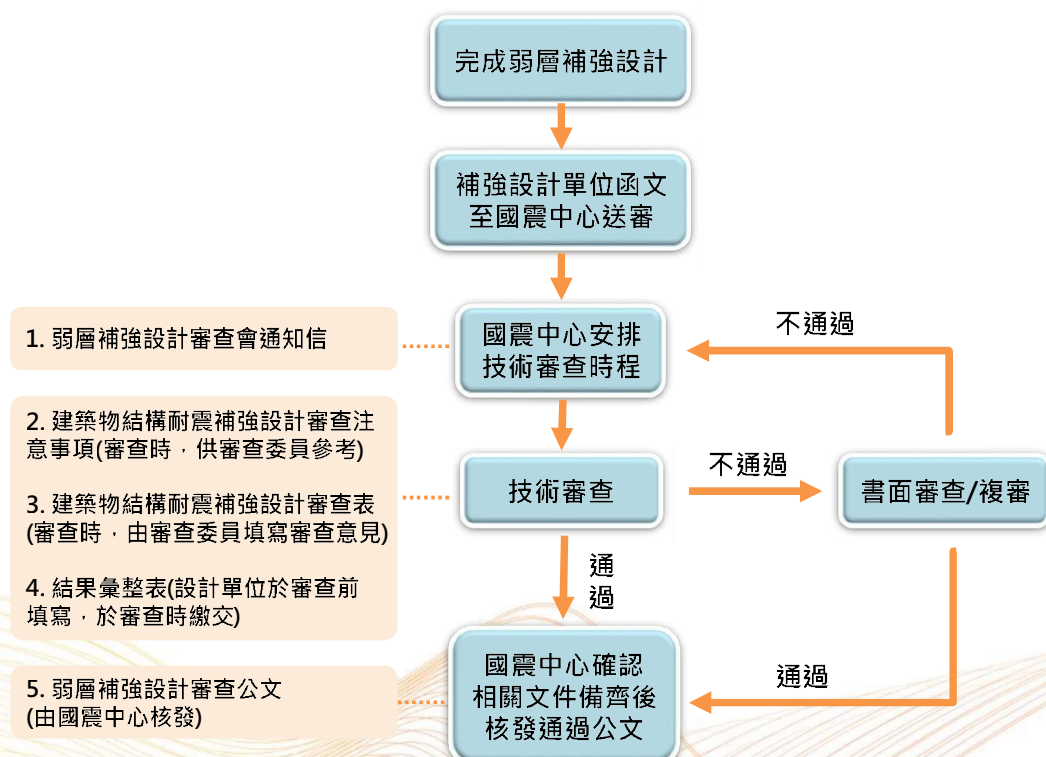 完成弱層補強設計
補強設計單位函文
至國震中心送審
1. 弱層補強設計審查會通知信
國震中心安排
技術審查時程
不通過
2. 建築物結構耐震補強設計審查注
意事項(審查時，供審查委員參考)
3. 建築物結構耐震補強設計審查表
(審查時，由審查委員填寫審查意見)
4. 結果彙整表(設計單位於審查前
填寫，於審查時繳交)
技術審查
不通過
書面審查/複審
通
過
5. 弱層補強設計審查公文
(由國震中心核發)
國震中心確認
相關文件備齊後
核發通過公文
通過